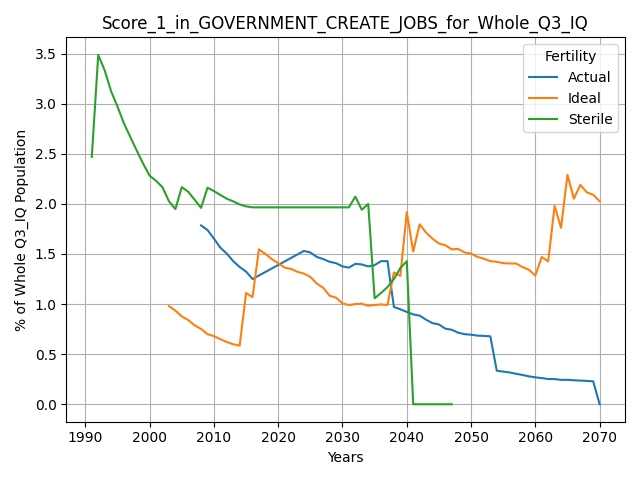 Score_1_in_GOVERNMENT_CREATE_JOBS_for_Whole_Q3_IQ
Fertility
Actual
Ideal
Sterile
% of Whole Q3_IQ Population
3.5
3.0
2.5
2.0
1.5
1.0
0.5
0.0
1990 2000 2010 2020 2030 2040 2050 2060 2070
Years